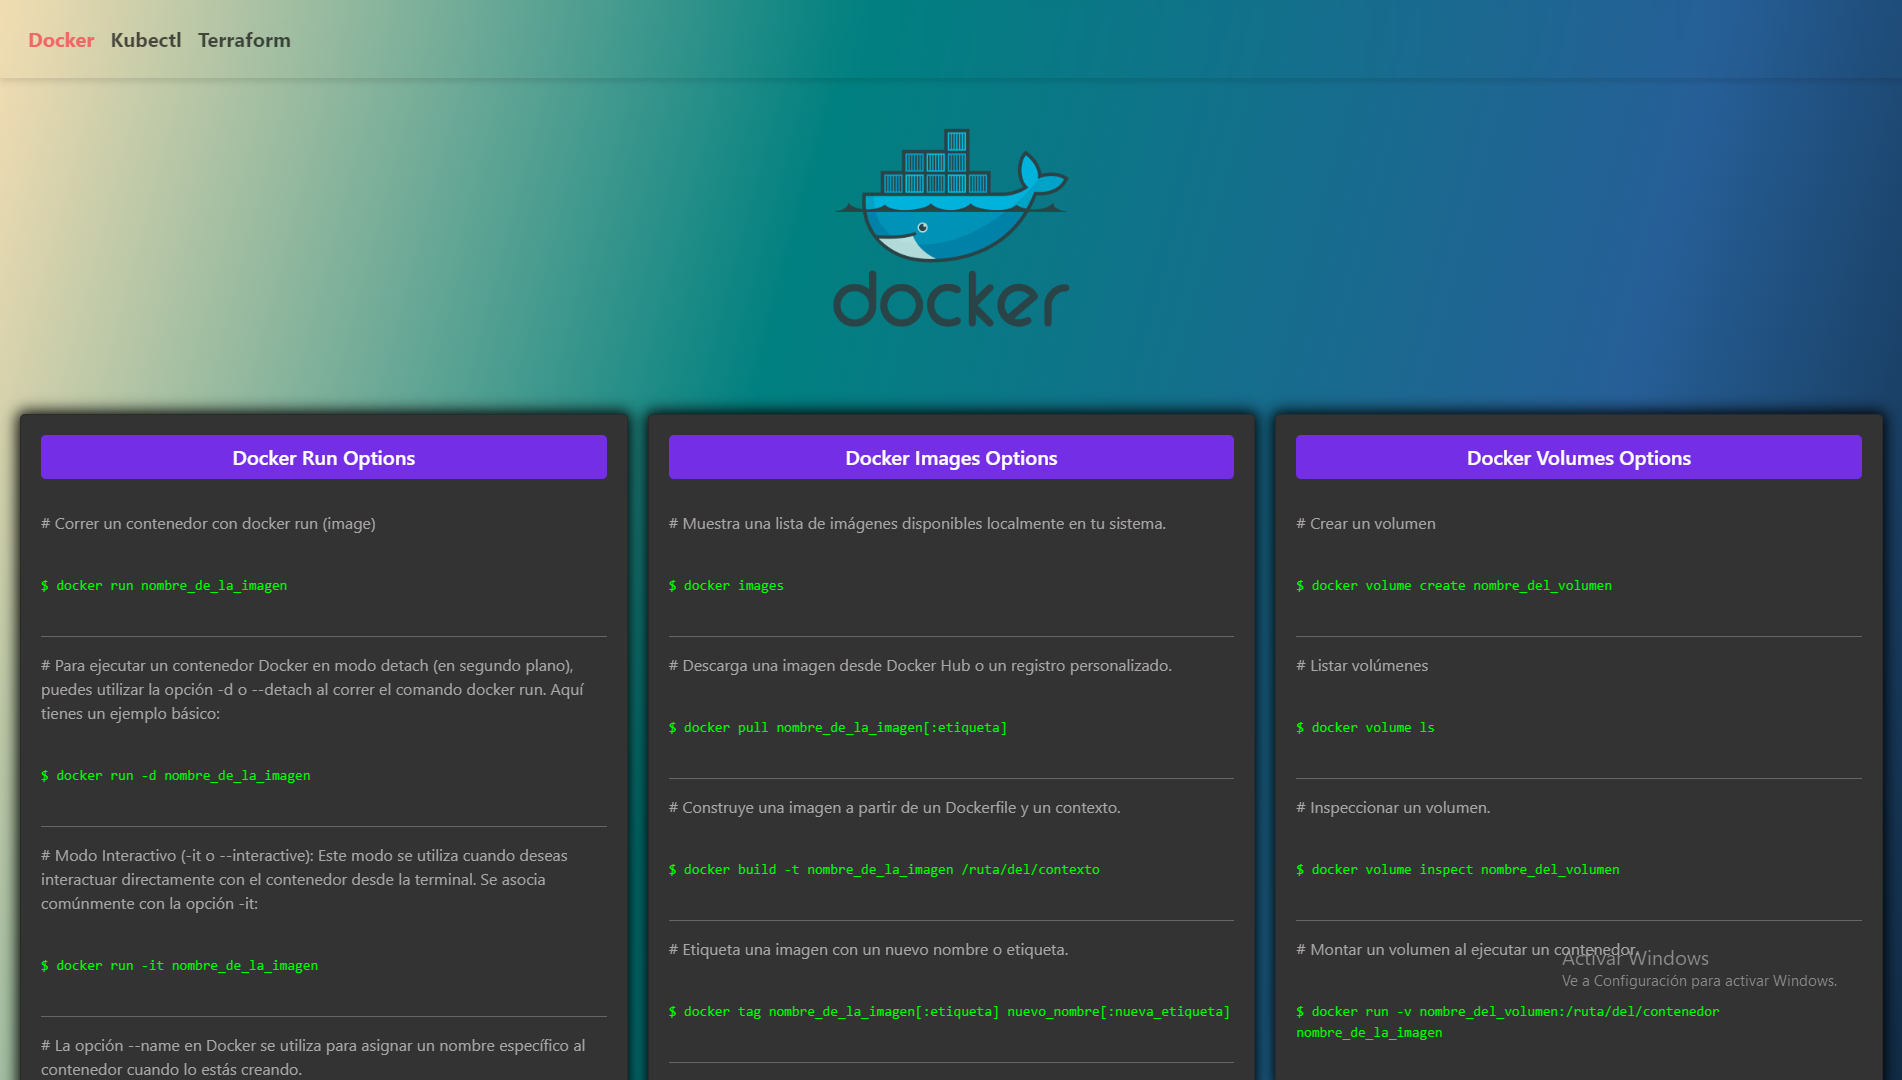 Docker Kubectl Terraform
docker
Docker Run Options
# Correr un contenedor con docker run (image)
$ docker run nombre_de_la_imagen
# Para ejecutar un contenedor Docker en modo detach (en segundo plano),
puedes utilizar la opción -d o --detach al correr el comando docker run. Aquí
tienes un ejemplo básico:
$ docker run -d nombre_de_la_imagen
# Modo Interactivo (-it o --interactive): Este modo se utiliza cuando deseas
interactuar directamente con el contenedor desde la terminal. Se asocia
comúnmente con la opción -it:
$ docker run -it nombre_de_la_imagen
# La opción --name en Docker se utiliza para asignar un nombre específico al
contenedor cuando lo estás creando.
Docker Images Options
# Muestra una lista de imágenes disponibles localmente en tu sistema.
$ docker images
# Descarga una imagen desde Docker Hub o un registro personalizado.
$ docker pull nombre_de_la_imagen[:etiqueta]
# Construye una imagen a partir de un Dockerfile y un contexto.
$ docker build -t nombre_de_la_imagen /ruta/del/contexto
# Etiqueta una imagen con un nuevo nombre o etiqueta.
$ docker tag nombre_de_la_imagen[:etiqueta] nuevo_nombre[:nueva_etiqueta]
Docker Volumes Options
# Crear un volumen
$ docker volume create nombre_del_volumen
# Listar volúmenes
$ docker volume ls
# Inspeccionar un volumen.
$ docker volume inspect nombre_del_volumen
# Montar un volumen al ejecutar un contenedor.
Activar Windows
Ve a Configuración para activar Windows.
$ docker run -v nombre_del_volumen:/ruta/del/contenedor
nombre_de_la_imagen